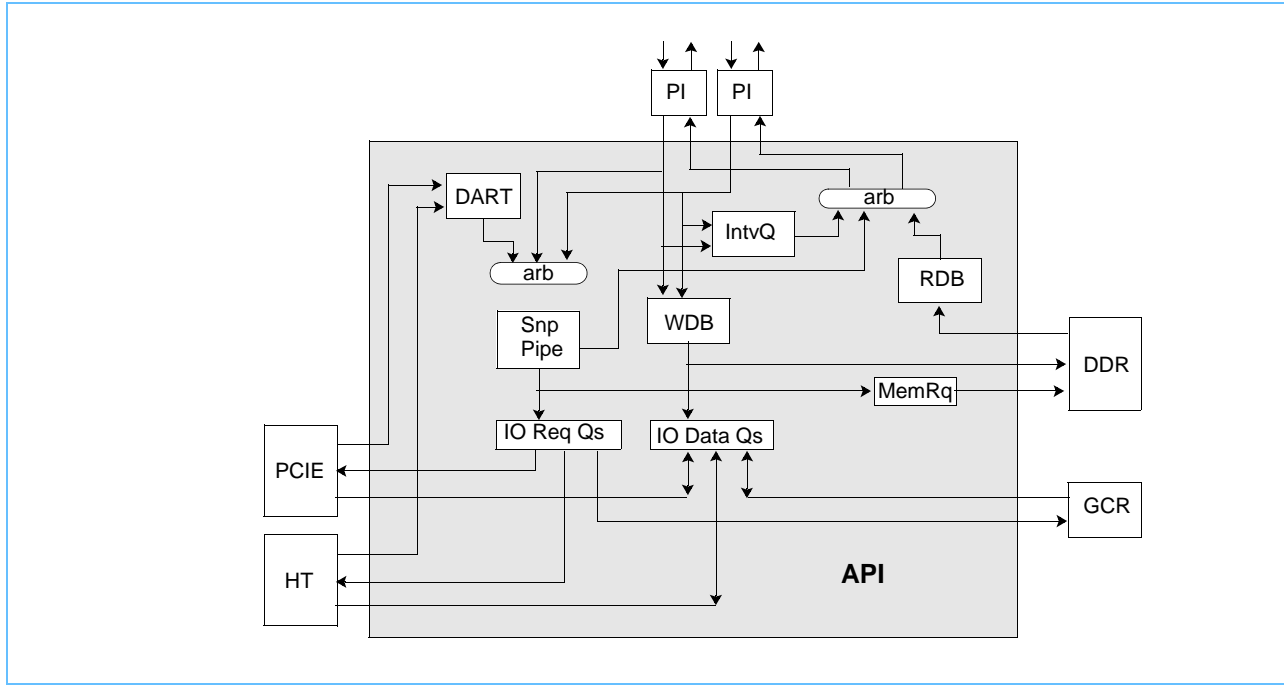 PI PI
DART
arb
IntvQ
arb
RDB
Snp
Pipe
WDB
DDR
MemRq
IO Req Qs
IO Data Qs
PCIE
GCR
HT
API